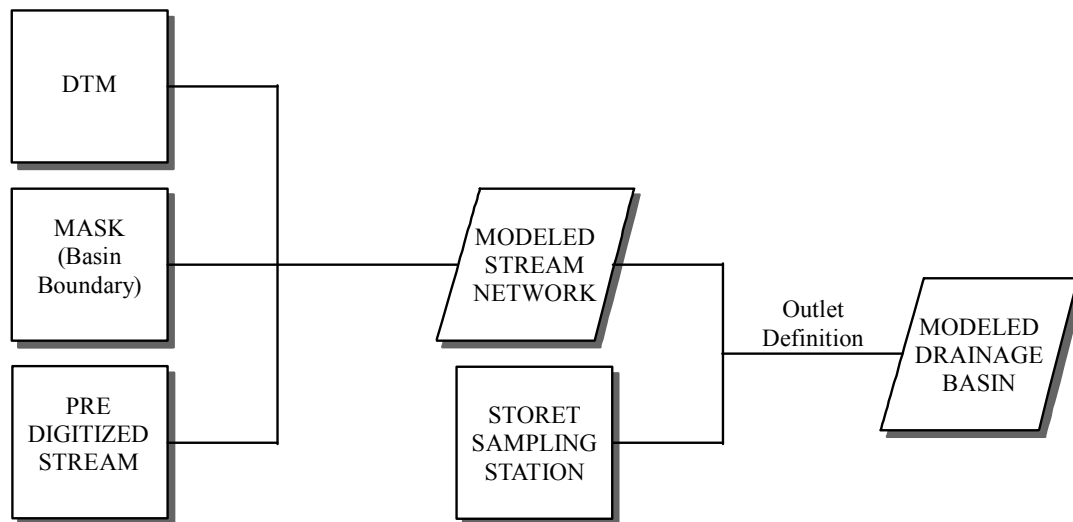 DTM
MASK
(Basin
Boundary)
PRE
DIGITIZED
STREAM
MODELED
STREAM
NETWORK
STORET
SAMPLING
STATION
Outlet
Definition
MODELED
DRAINAGE
BASIN